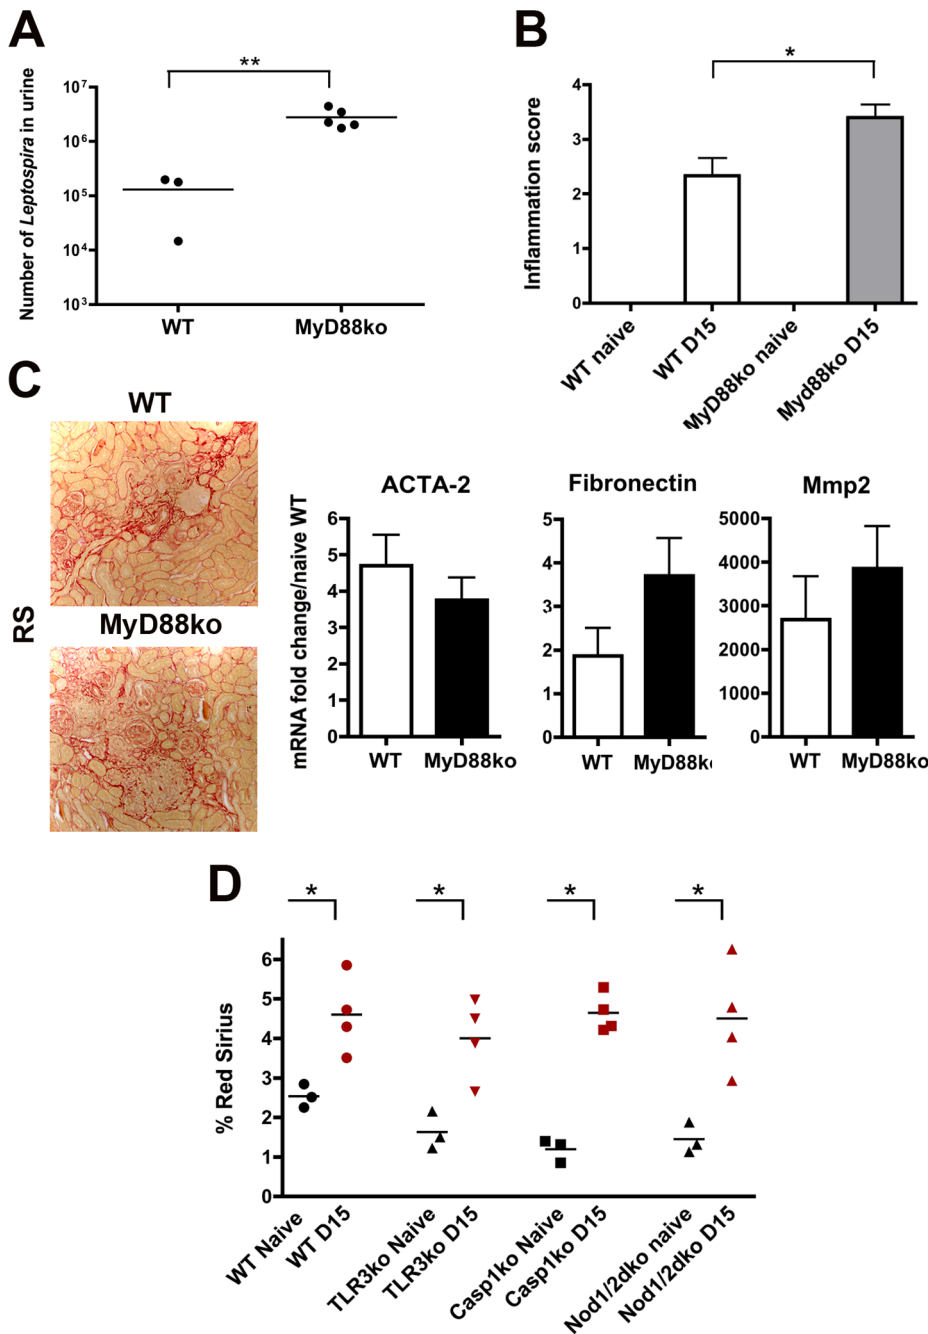 A
Number of Leptospira in urine
**
10⁷
10⁶
10⁵
10⁴
10³
WT
MyD88ko
B
Inflammation score
*
4
3
2
1
0
WT naive
WT D15
MyD88ko naive
Myd88ko D15
C
WT
MyD88ko
RS
mRNA fold change/naive WT
ACTA-2
6
5
4
3
2
1
0
WT
MyD88ko
Fibronectin
5
4
3
2
1
0
WT
MyD88k
Mmp2
5000
4000
3000
2000
1000
0
WT
MyD88ko
D
% Red Sirius
*
*
*
*
6
5
4
3
2
1
0
WT Naive
WT D15
TLR3ko Naive
TLR3ko D15
Casp1ko Naive
Casp1ko D15
Nod1/2dko naive
Nod1/2dko D15